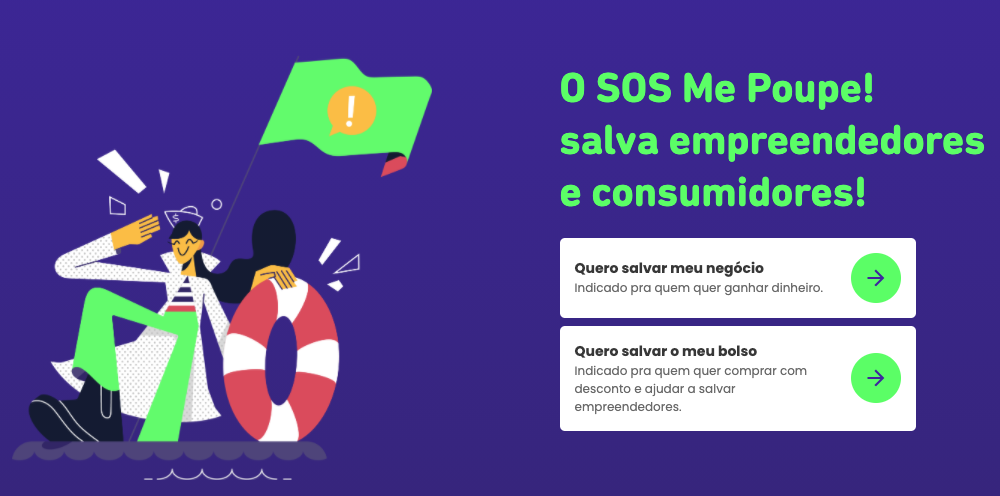 !
$
O SOS Me Poupe!
salva empreendedores
e consumidores!
Quero salvar meu negócio
Indicado pra quem quer ganhar dinheiro.
Quero salvar o meu bolso
Indicado pra quem quer comprar com
desconto e ajudar a salvar
empreendedores.